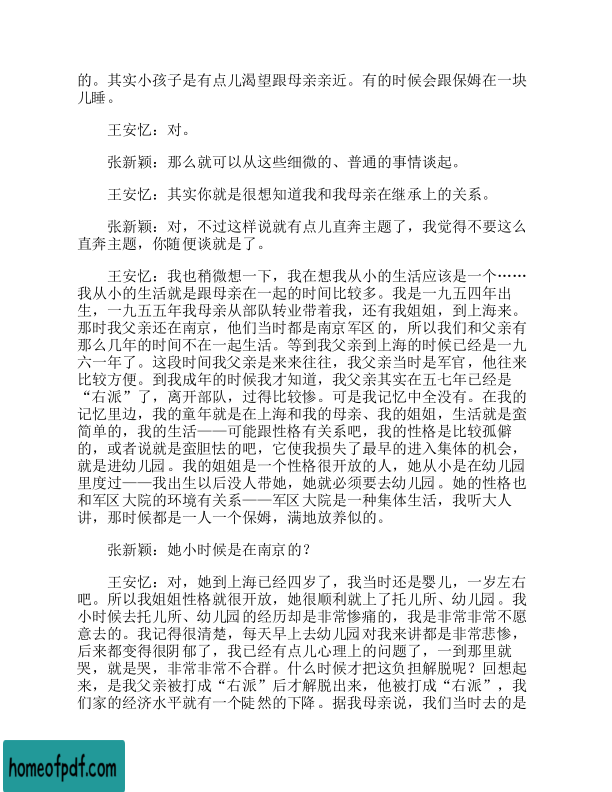 的。其实小孩子是有点儿渴望跟母亲亲近。有的时候会跟保姆在一块
儿睡。
王安忆：对。
张新颖：那么就可以从这些细微的、普通的事情谈起。
王安忆：其实你就是很想知道我和我母亲在继承上的关系。
张新颖：对，不过这样说就有点儿直奔主题了，我觉得不要这么
直奔主题，你随便谈就是了。
王安忆：我也稍微想一下，我在想我从小的生活应该是一个……
我从小的生活就是跟母亲在一起的时间比较多。我是一九五四年出
生，一九五五年我母亲从部队转业带着我，还有我姐姐，到上海来。
那时我父亲还在南京，他们当时都是南京军区的，所以我们和父亲有
那么几年的时间不在一起生活。等到我父亲到上海的时候已经是一九
六一年了。这段时间我父亲是来来往往，我父亲当时是军官，他往来
比较方便。到我成年的时候我才知道，我父亲其实在五七年已经是
“右派”了，离开部队，过得比较惨。可是我记忆中全没有。在我的
记忆里边，我的童年就是在上海和我的母亲、我的姐姐，生活就是蛮
简单的，我的生活——可能跟性格有关系吧，我的性格是比较孤僻
的，或者说就是蛮胆怯的吧，它使我损失了最早的进入集体的机会，
就是进幼儿园。我的姐姐是一个性格很开放的人，她从小是在幼儿园
里度过——我出生以后没人带她，她就必须要去幼儿园。她的性格也
和军区大院的环境有关系——军区大院是一种集体生活，我听大人
讲，那时候都是一人一个保姆，满地放养似的。
张新颖：她小时候是在南京的？
王安忆：对，她到上海已经四岁了，我当时还是婴儿，一岁左右
吧。所以我姐姐性格就很开放，她很顺利就上了托儿所、幼儿园。我
小时候去托儿所、幼儿园的经历却是非常惨痛的，我是非常非常不愿
意去的。我记得很清楚，每天早上去幼儿园对我来讲都是非常悲惨，
后来都变得很阴郁了，我已经有点儿心理上的问题了，一到那里就
哭，就是哭，非常非常不合群。什么时候才把这负担解脱呢？回想起
来，是我父亲被打成“右派”后才解脱出来，他被打成“右派”，我
们家的经济水平就有一个陡然的下降。据我母亲说，我们当时去的是
homeofpdf.com